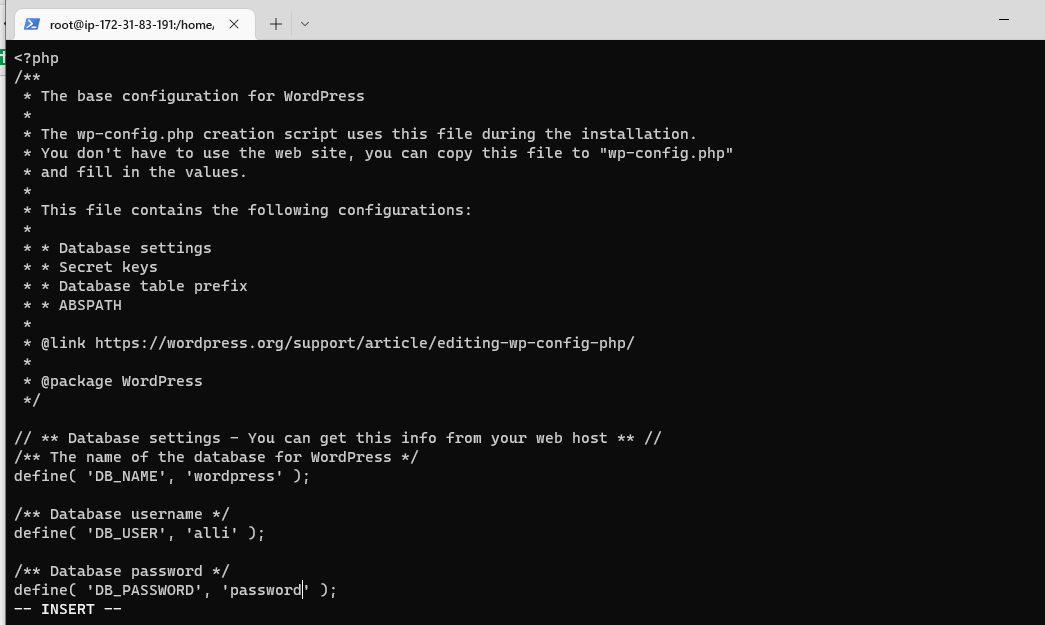 root@ip-172-31-83-191:/home,
<?php
/**
 * The base configuration for WordPress
 *
 * The wp-config.php creation script uses this file during the installation.
 * You don't have to use the web site, you can copy this file to "wp-config.php"
 * and fill in the values.
 *
 * This file contains the following configurations:
 *
 * * Database settings
 * * Secret keys
 * * Database table prefix
 * * ABSPATH
 *
 * @link https://wordpress.org/support/article/editing-wp-config-php/
 *
 * @package WordPress
 */

// ** Database settings - You can get this info from your web host ** //
/** The name of the database for WordPress */
define( 'DB_NAME', 'wordpress' );

/** Database username */
define( 'DB_USER', 'alli' );

/** Database password */
define( 'DB_PASSWORD', 'password' );
-- INSERT --